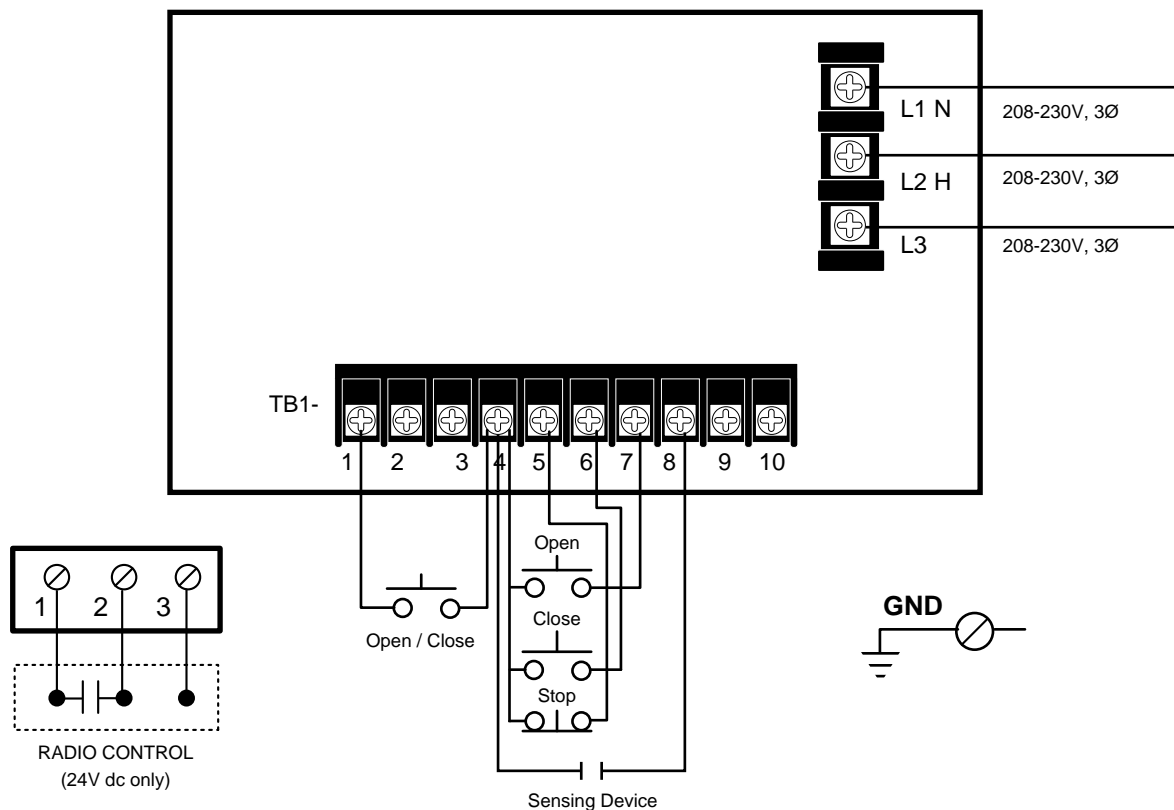 L1 N
208-230V, 3Ø
L2 H
208-230V, 3Ø
L3
208-230V, 3Ø
TB1-
1 2 3 4 5 6 7 8 9 10
Open
1 2 3
GND
Close
Open / Close
Stop
RADIO CONTROL
(24V dc only)
Sensing Device